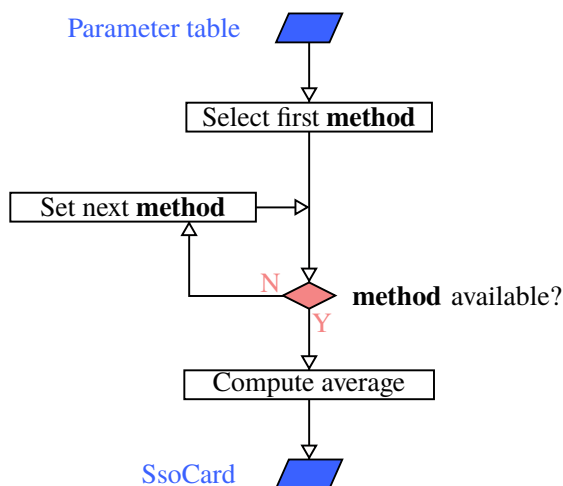 Parameter table
Select first method
Set next method
N
method available?
Y
Compute average
SsoCard